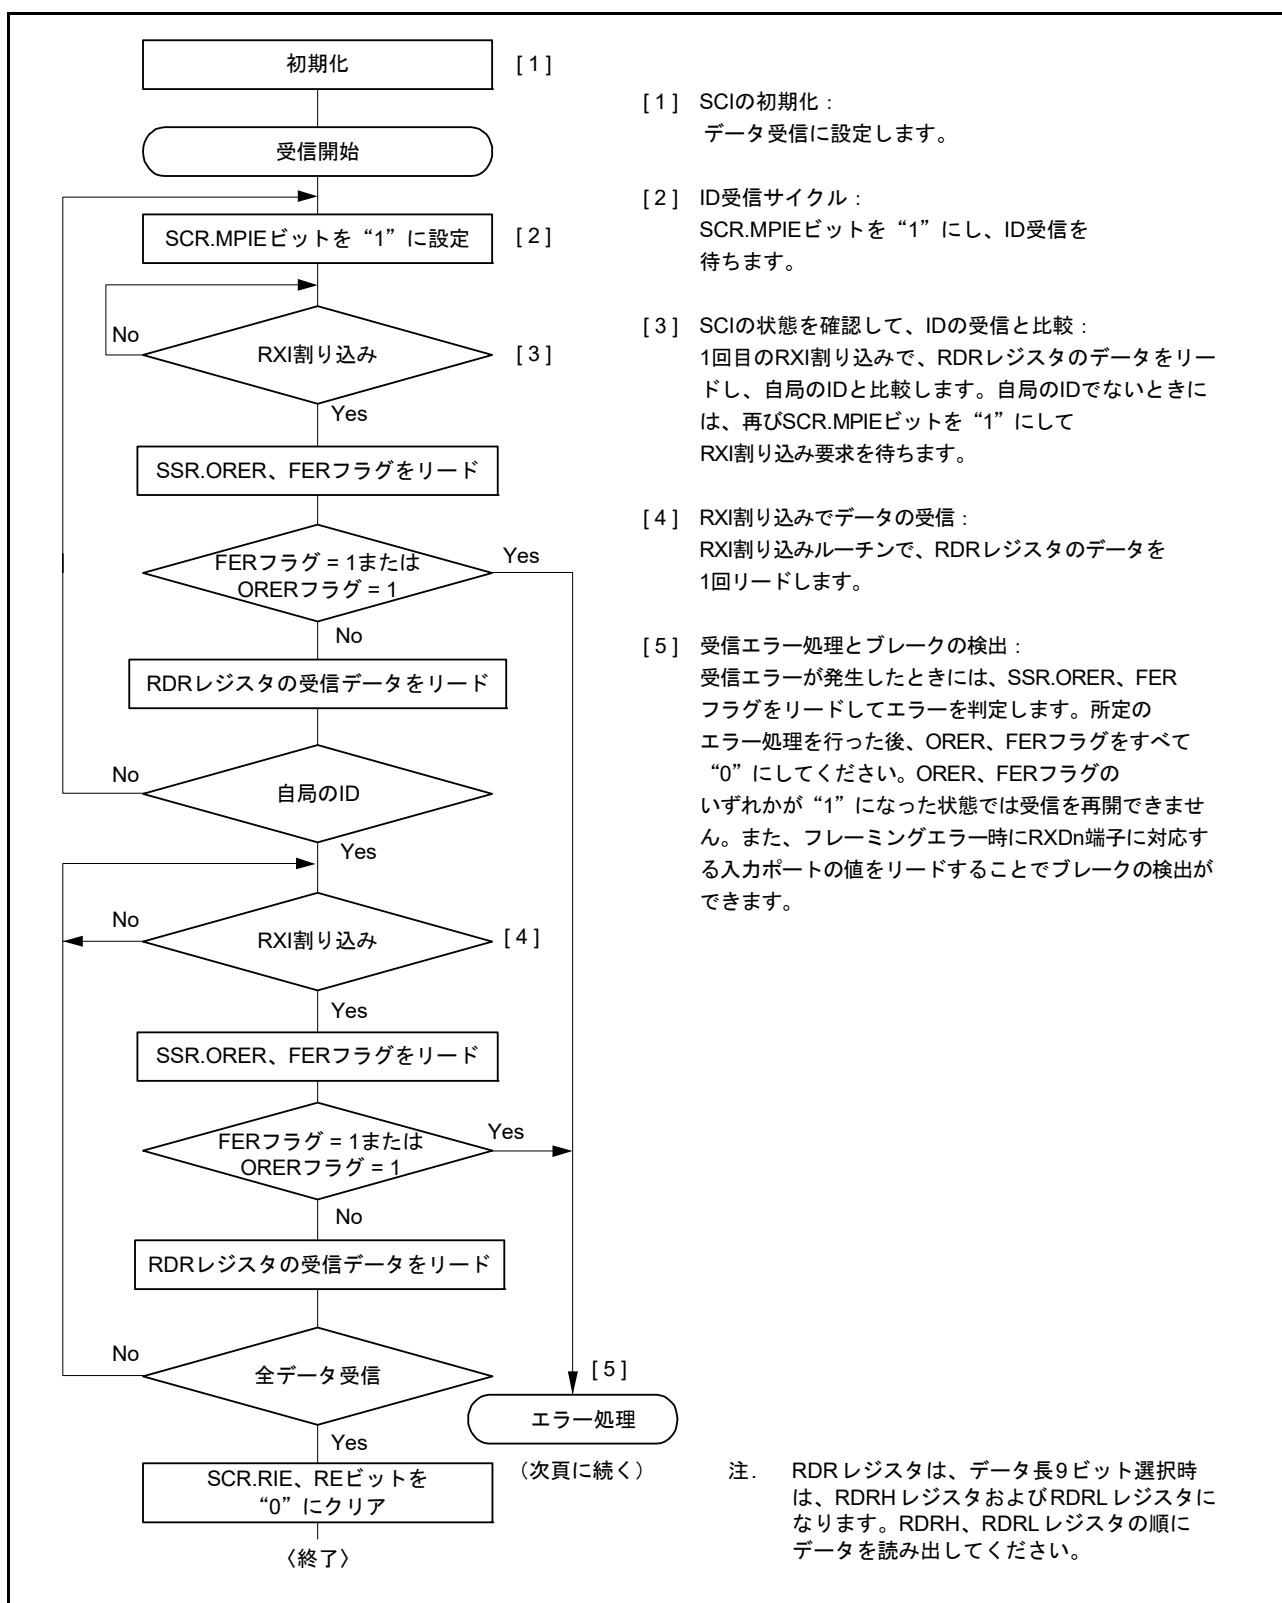 初期化
[ 1 ]
受信開始
SCR.MPIEビットを“1”に設定
[ 2 ]
No
RXI割り込み
[ 3 ]
Yes
SSR.ORER、FERフラグをリード
FERフラグ = 1または
ORERフラグ = 1
Yes
No
RDRレジスタの受信データをリード
No
自局のID
Yes
No
RXI割り込み
[ 4 ]
Yes
SSR.ORER、FERフラグをリード
FERフラグ = 1または
ORERフラグ = 1
Yes
No
RDRレジスタの受信データをリード
No
全データ受信
[ 5 ]
エラー処理
Yes
（次頁に続く）
SCR.RIE、REビットを
“0”にクリア
〈終了〉
[ 1 ] SCIの初期化：
データ受信に設定します。
[ 2 ] ID受信サイクル：
SCR.MPIEビットを“1”にし、ID受信を
待ちます。
[ 3 ] SCIの状態を確認して、IDの受信と比較：
1回目のRXI割り込みで、RDRレジスタのデータをリー
ドし、自局のIDと比較します。自局のIDでないときに
は、再びSCR.MPIEビットを“1”にして
RXI割り込み要求を待ちます。
[ 4 ] RXI割り込みでデータの受信：
RXI割り込みルーチンで、RDRレジスタのデータを
1回リードします。
[ 5 ] 受信エラー処理とブレークの検出：
受信エラーが発生したときには、SSR.ORER、FER
フラグをリードしてエラーを判定します。所定の
エラー処理を行った後、ORER、FERフラグをすべて
“0”にしてください。ORER、FERフラグの
いずれかが“1”になった状態では受信を再開できませ
ん。また、フレーミングエラー時にRXDn端子に対応す
る入力ポートの値をリードすることでブレークの検出が
できます。
注. RDRレジスタは、データ長9ビット選択時
は、RDRHレジスタおよびRDRLレジスタに
なります。RDRH、RDRLレジスタの順に
データを読み出してください。